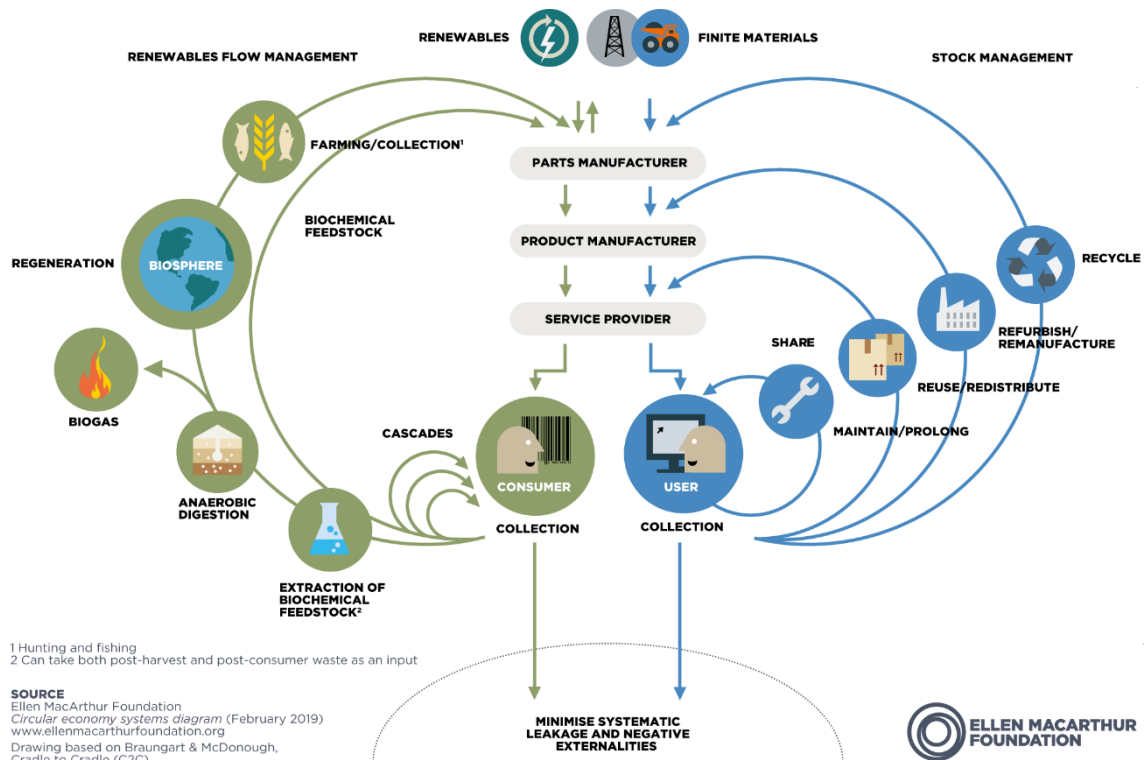 RENEWABLES
FINITE MATERIALS
RENEWABLES FLOW MANAGEMENT
STOCK MANAGEMENT
FARMING/COLLECTION¹
PARTS MANUFACTURER
BIOCHEMICAL
FEEDSTOCK
PRODUCT MANUFACTURER
REGENERATION
BIOSPHERE
RECYCLE
SERVICE PROVIDER
SHARE
REFURBISH/
REMANUFACTURE
REUSE/REDISTRIBUTE
BIOGAS
CASCADES
MAINTAIN/PROLONG
CONSUMER
USER
ANAEROBIC
DIGESTION
COLLECTION
COLLECTION
EXTRACTION OF
BIOCHEMICAL
FEEDSTOCK²
1 Hunting and fishing
2 Can take both post-harvest and post-consumer waste as an input
SOURCE
Ellen MacArthur Foundation
Circular economy systems diagram (February 2019)
www.ellenmacarthurfoundation.org
Drawing based on Braungart & McDonough,
Cradle to Cradle (C2C)
MINIMISE SYSTEMATIC
LEAKAGE AND NEGATIVE
EXTERNALITIES
ELLEN MACARTHUR
FOUNDATION